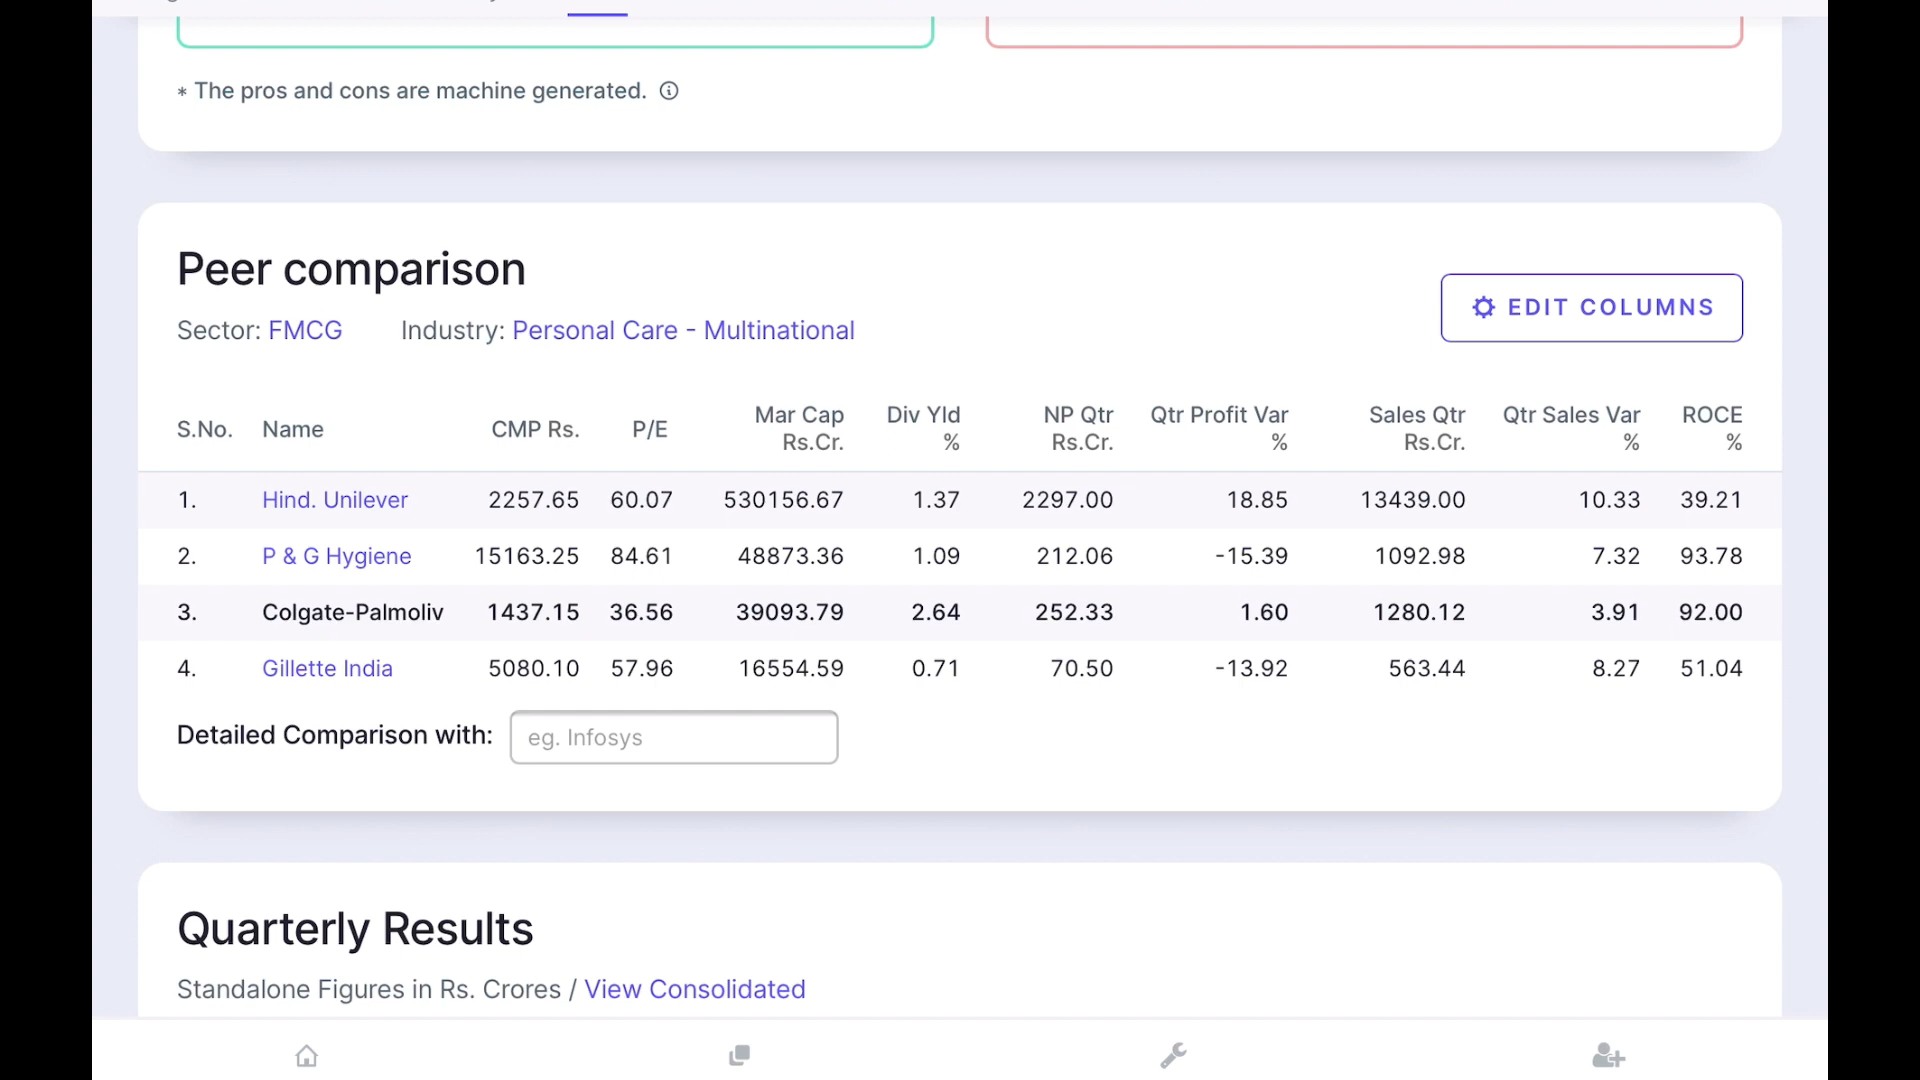 * The pros and cons are machine generated.
Peer comparison
EDIT COLUMNS
Sector: FMCG Industry: Personal Care - Multinational
S.No. Name CMP Rs. P/E Mar Cap Rs.Cr. Div Yld % NP Qtr Rs.Cr. Qtr Profit Var % Sales Qtr Rs.Cr. Qtr Sales Var % ROCE %
1. Hind. Unilever 2257.65 60.07 530156.67 1.37 2297.00 18.85 13439.00 10.33 39.21
2. P & G Hygiene 15163.25 84.61 48873.36 1.09 212.06 -15.39 1092.98 7.32 93.78
3. Colgate-Palmoliv 1437.15 36.56 39093.79 2.64 252.33 1.60 1280.12 3.91 92.00
4. Gillette India 5080.10 57.96 16554.59 0.71 70.50 -13.92 563.44 8.27 51.04
Detailed Comparison with: eg. Infosys
Quarterly Results
Standalone Figures in Rs. Crores / View Consolidated